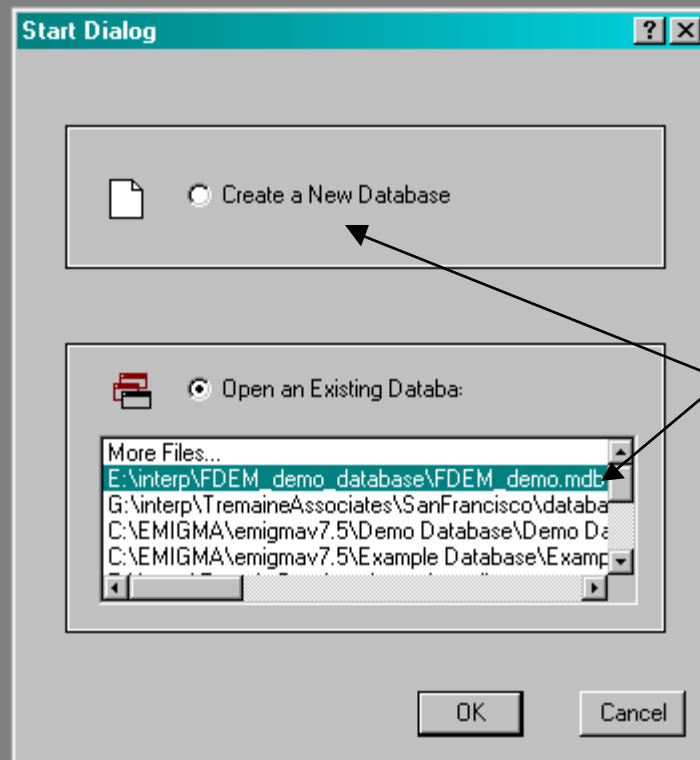 Start Dialog
Create a New Database
Open an Existing Databa:
More Files...
E:\interp\FDEM_demo_database\FDEM_demo.mdb
G:\interp\TremaineAssociates\SanFrancisco\databa
C:\EMIGMA\emigmav7.5\Demo Database\Demo Da
C:\EMIGMA\emigmav7.5\Example Database\Examp
OK
Cancel